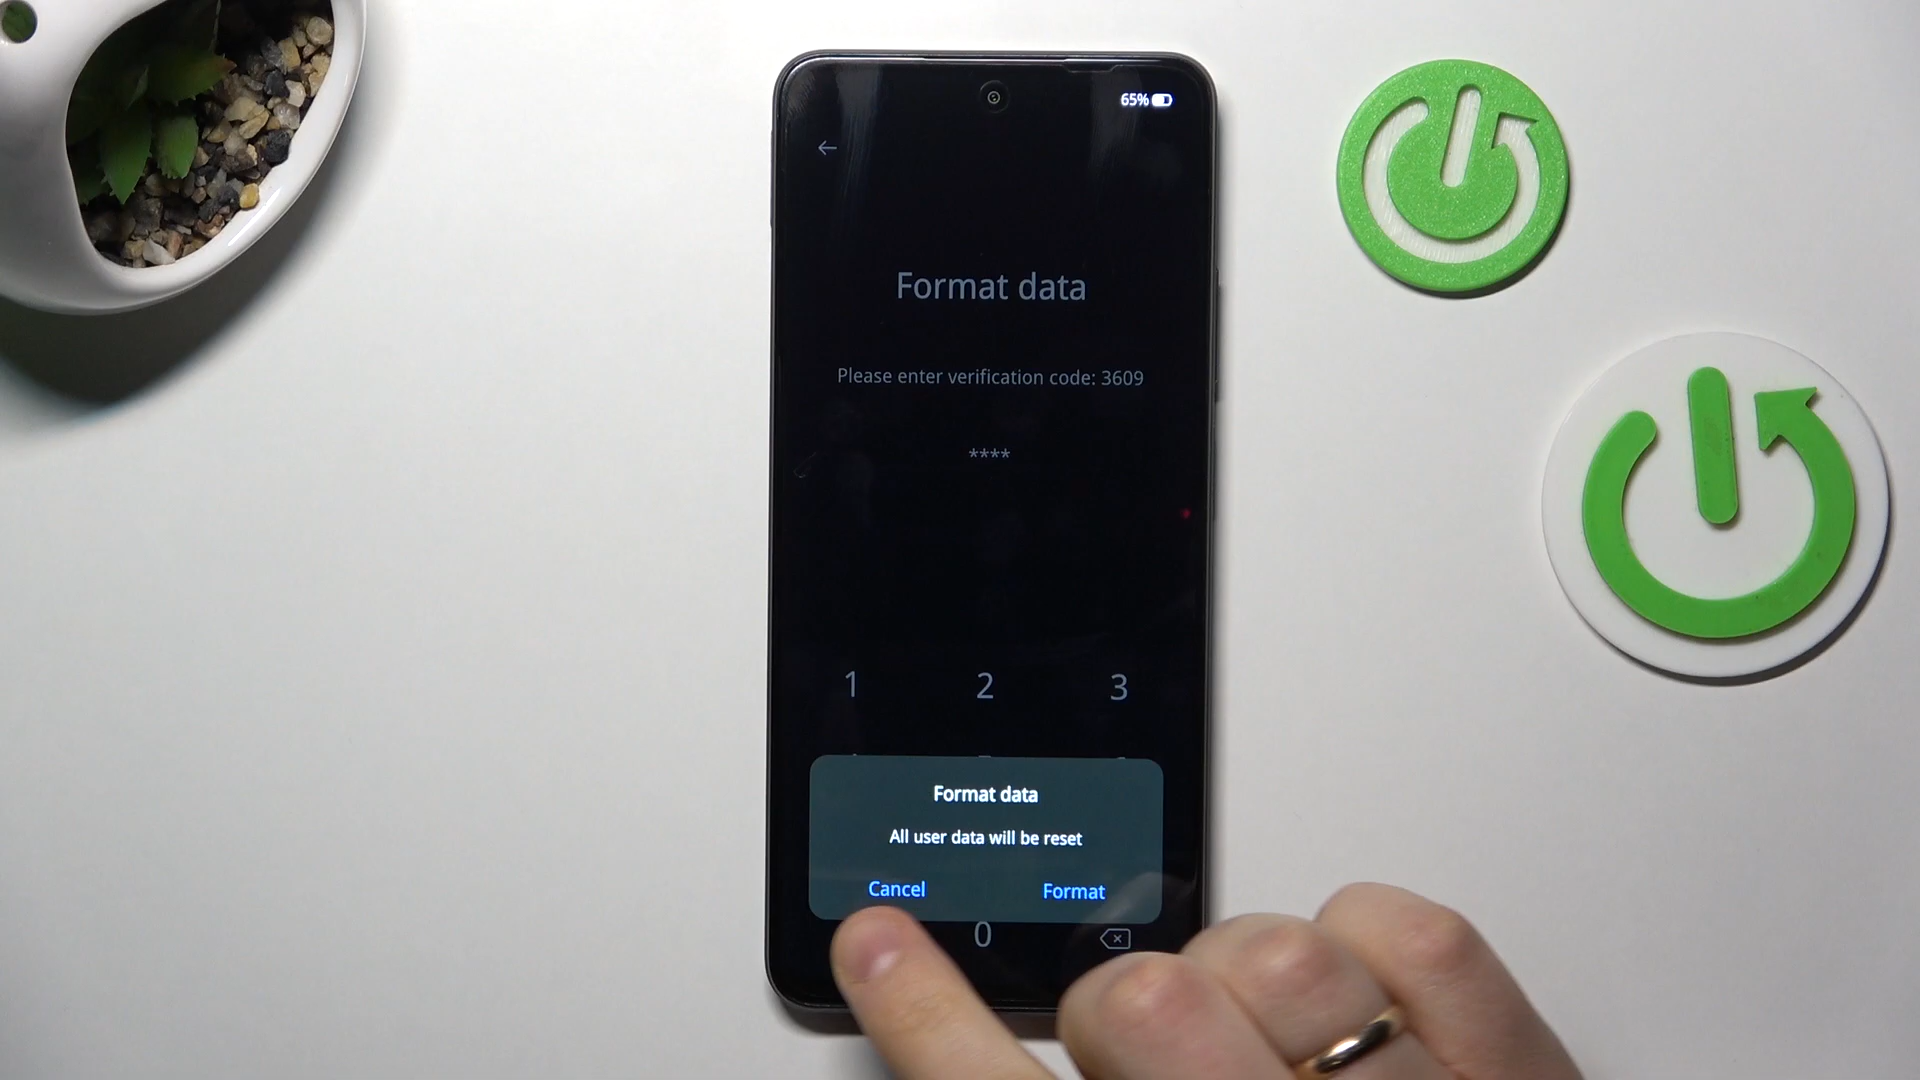 65%
Format data
Please enter verification code: 3609
****
1 2 3
Format data
All user data will be reset
Cancel Format
0